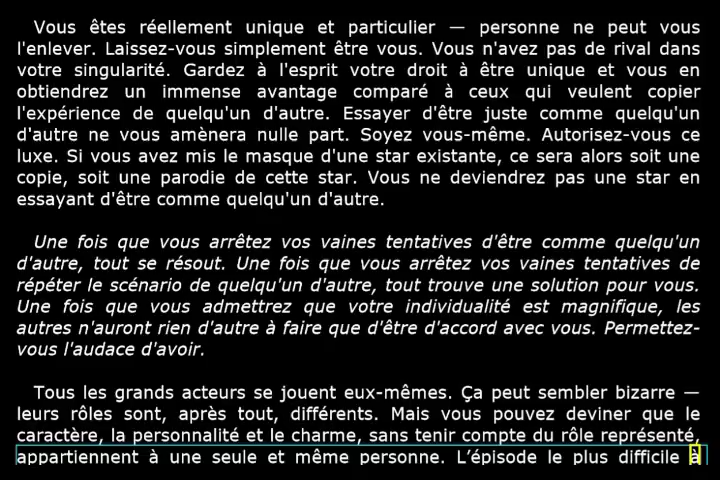 Vous êtes réellement unique et particulier — personne ne peut vous
l'enlever. Laissez-vous simplement être vous. Vous n'avez pas de rival dans
votre singularité. Gardez à l'esprit votre droit à être unique et vous en
obtiendrez un immense avantage comparé à ceux qui veulent copier
l'expérience de quelqu'un d'autre. Essayer d'être juste comme quelqu'un
d'autre ne vous amènera nulle part. Soyez vous-même. Autorisez-vous ce
luxe. Si vous avez mis le masque d'une star existante, ce sera alors soit une
copie, soit une parodie de cette star. Vous ne deviendrez pas une star en
essayant d'être comme quelqu'un d'autre.
Une fois que vous arrêtez vos vaines tentatives d'être comme quelqu'un
d'autre, tout se résout. Une fois que vous arrêtez vos vaines tentatives de
répéter le scénario de quelqu'un d'autre, tout trouve une solution pour vous.
Une fois que vous admettrez que votre individualité est magnifique, les
autres n'auront rien d'autre à faire que d'être d'accord avec vous. Permettez-
vous l'audace d'avoir.
Tous les grands acteurs se jouent eux-mêmes. Ça peut sembler bizarre —
leurs rôles sont, après tout, différents. Mais vous pouvez deviner que le
caractère, la personnalité et le charme, sans tenir compte du rôle représenté,
appartiennent à une seule et même personne. L’épisode le plus difficile à